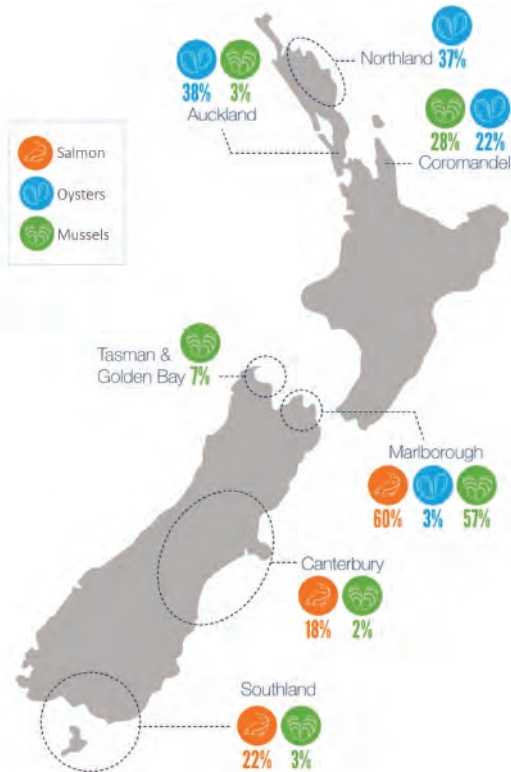 Northland 37%
38% 3%
Auckland
28% 22%
Coromandel
Salmon
Oysters
Mussels
Tasman &
Golden Bay 7%
Marlborough
60% 3% 57%
Canterbury
18% 2%
Southland
22% 3%